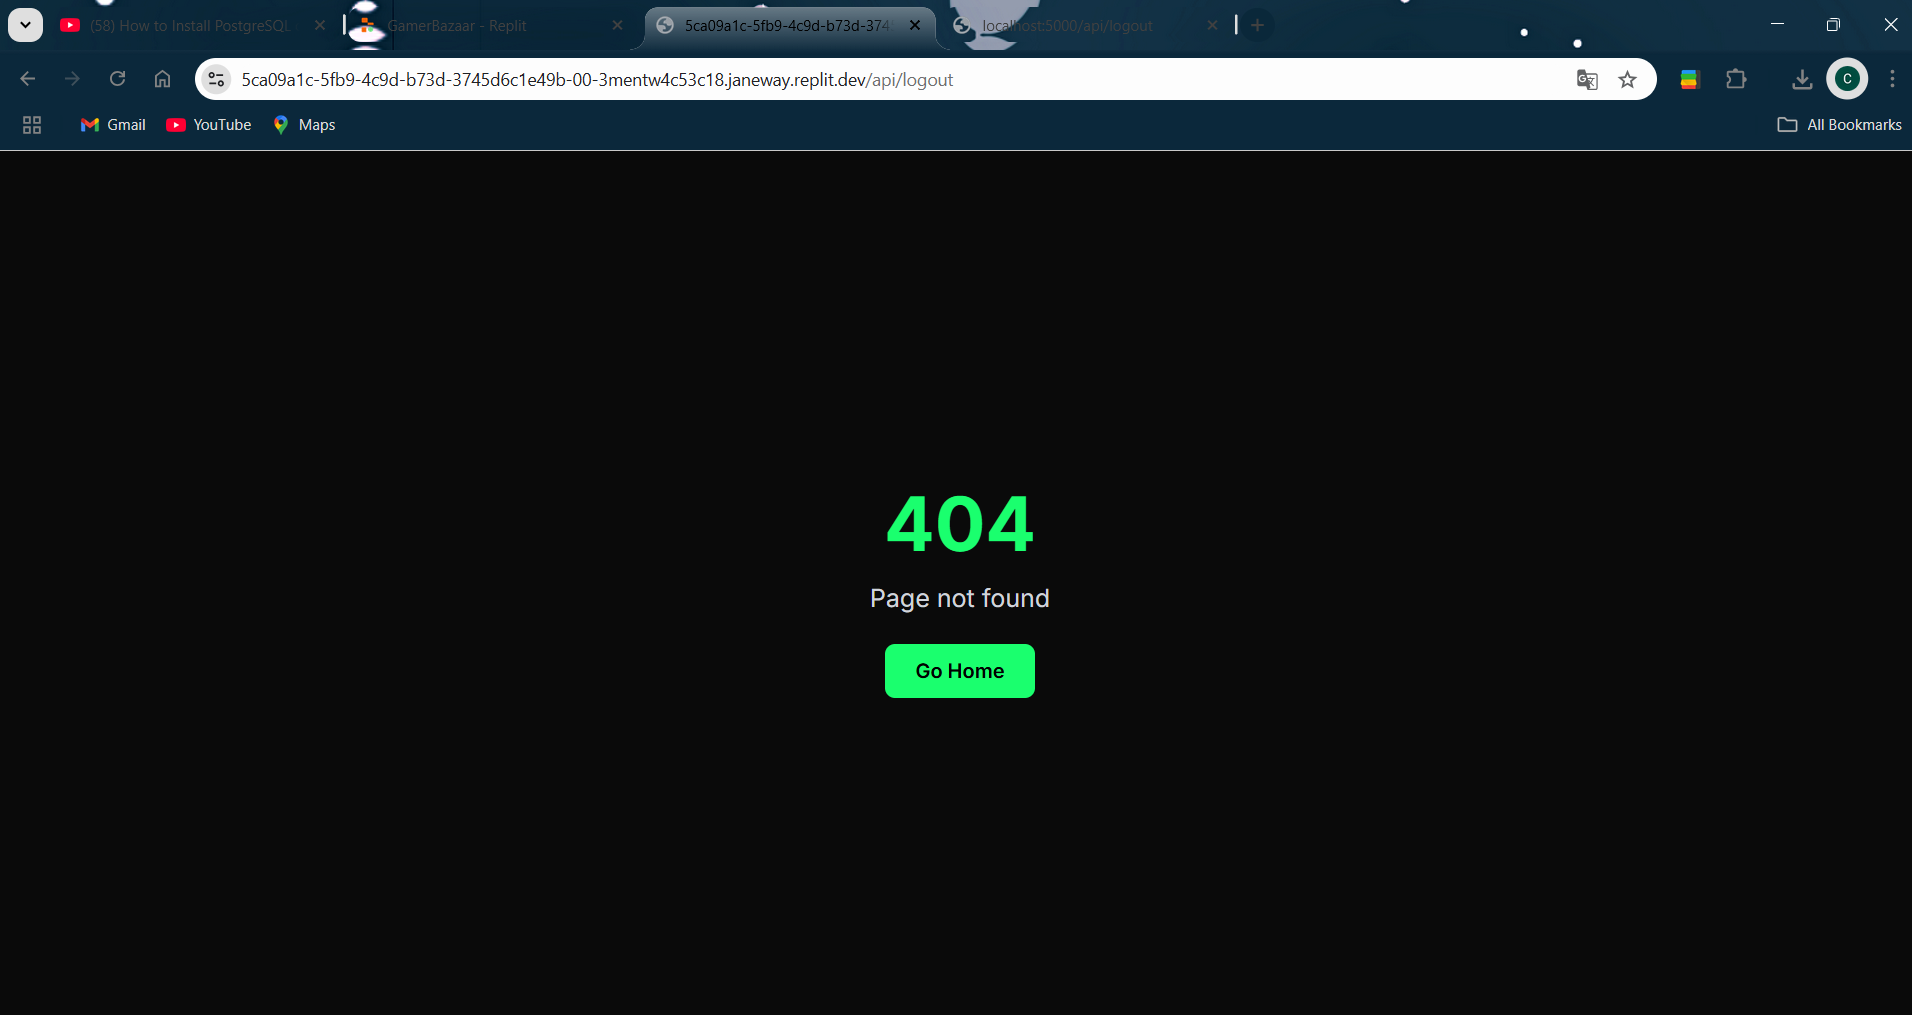 (58) How to Install PostgreSQL
GamerBazaar - Replit
5ca09a1c-5fb9-4c9d-b73d-374
localhost:5000/api/logout
5ca09a1c-5fb9-4c9d-b73d-3745d6c1e49b-00-3mentw4c53c18.janeway.replit.dev/api/logout
C
Gmail
YouTube
Maps
All Bookmarks
404
Page not found
Go Home